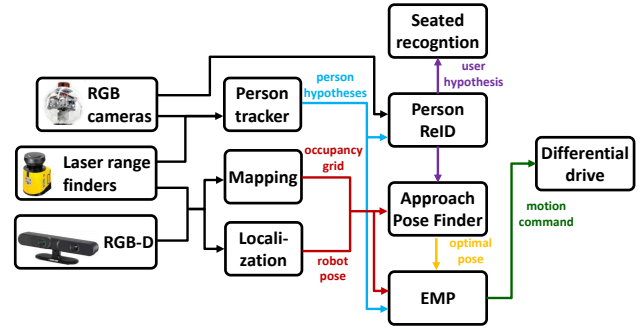 Seated
recogntion
RGB
cameras
Person
tracker
person
hypotheses
user
hypothesis
Person
ReID
Laser range
finders
Mapping
occupancy
grid
Differential
drive
Approach
Pose Finder
motion
command
RGB-D
Locali-
zation
robot
pose
optimal
pose
EMP